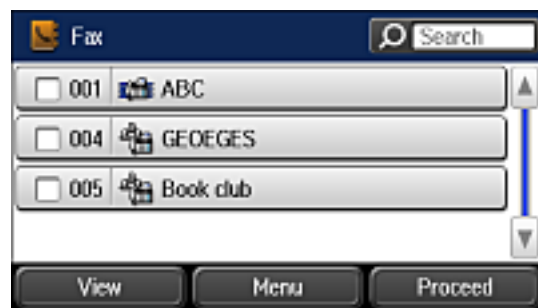 Fax Search
001 ABC
004 GEOEGES
005 Book club
View Menu Proceed